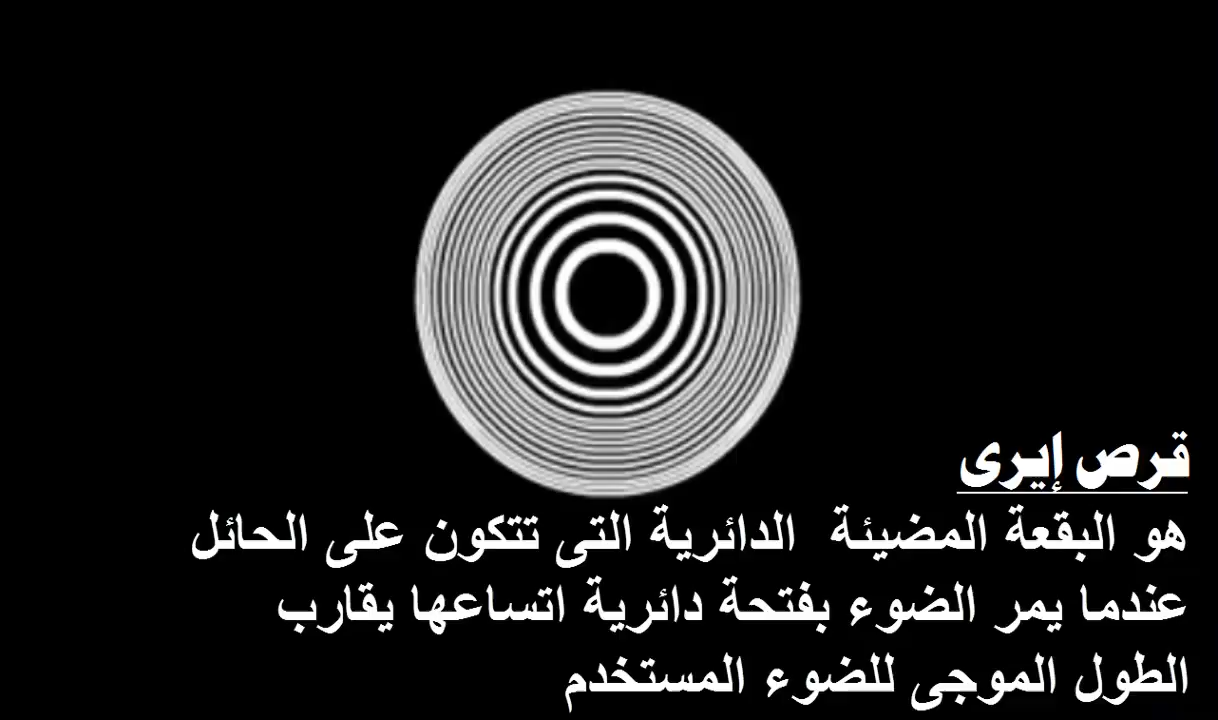 قرص إيرى
هو البقعة المضيئة الدائرية التى تتكون على الحائل
عندما يمر الضوء بفتحة دائرية اتساعها يقارب
الطول الموجى للضوء المستخدم